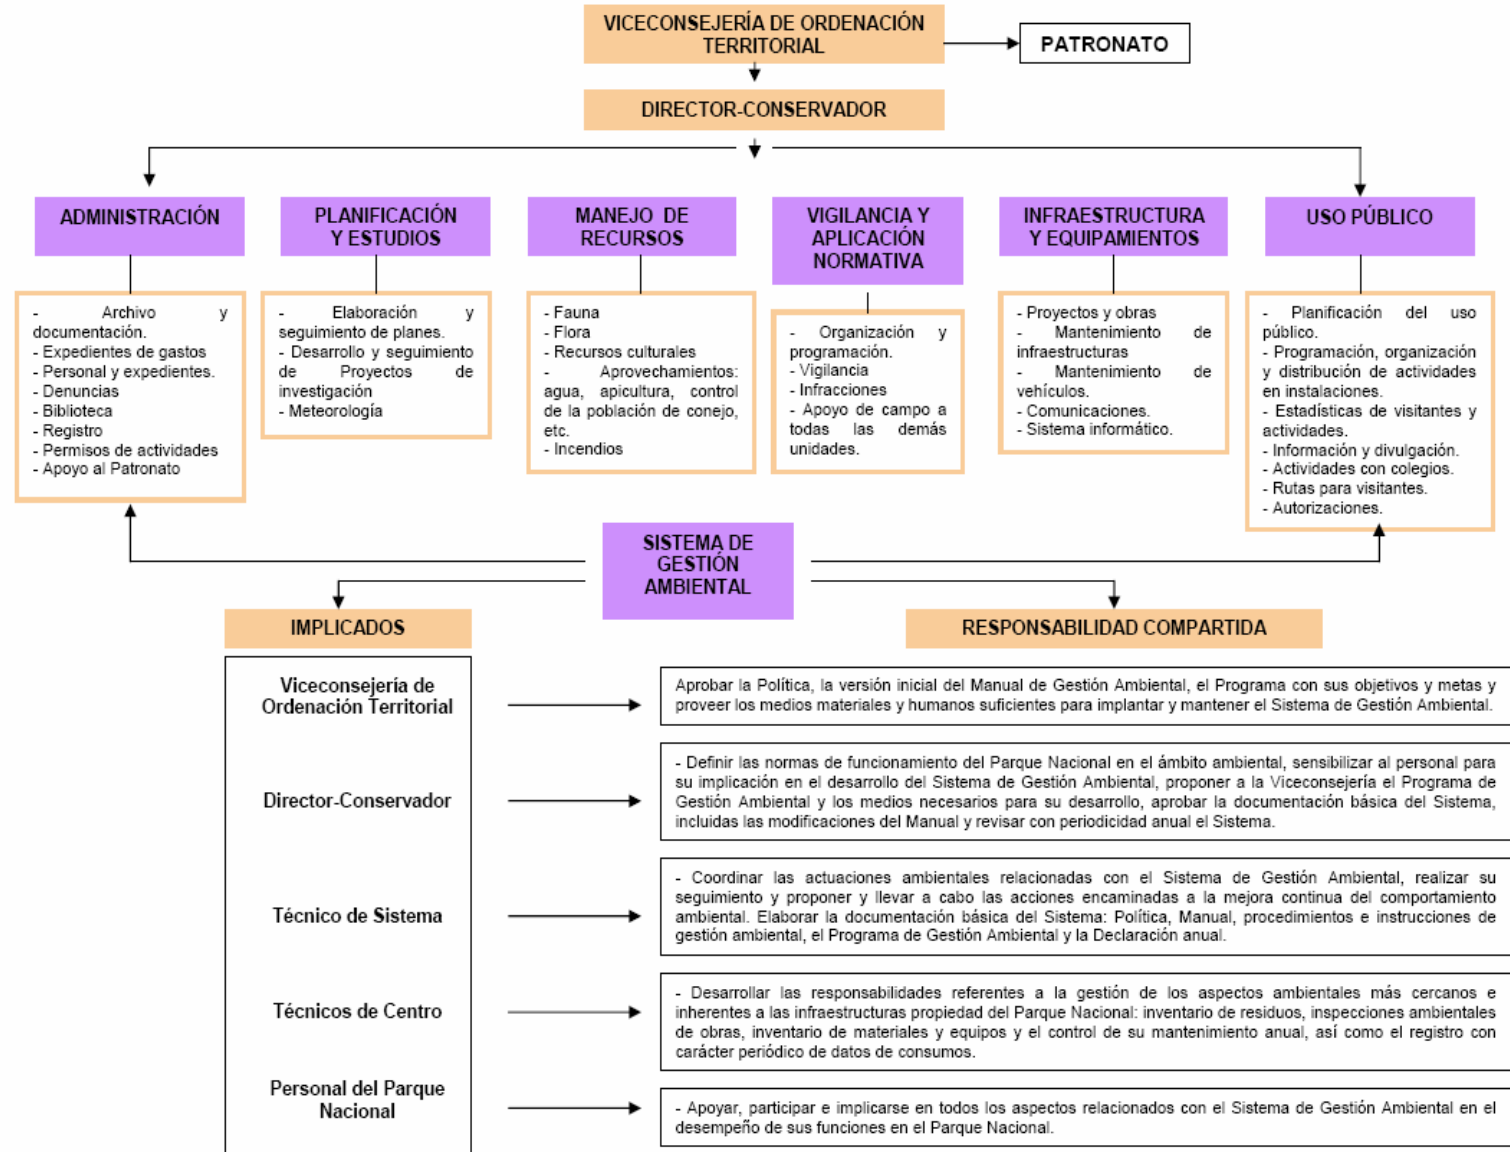 VICECONSEJERÍA DE ORDENACIÓN
TERRITORIAL
PATRONATO
DIRECTOR-CONSERVADOR
ADMINISTRACIÓN
- Archivo y
documentación.
- Expedientes de gastos
- Personal y expedientes.
- Denuncias
- Biblioteca
- Registro
- Permisos de actividades
- Apoyo al Patronato
PLANIFICACIÓN
Y ESTUDIOS
- Elaboración y
seguimiento de planes.
- Desarrollo y seguimiento
de Proyectos de
investigación
- Meteorología
MANEJO DE
RECURSOS
- Fauna
- Flora
- Recursos culturales
- Aprovechamientos:
agua, apicultura, control
de la población de conejo,
etc.
- Incendios
VIGILANCIA Y
APLICACIÓN
NORMATIVA
- Organización y
programación.
- Vigilancia
- Infracciones
- Apoyo de campo a
todas las demás
unidades.
INFRAESTRUCTURA
Y EQUIPAMIENTOS
- Proyectos y obras
- Mantenimiento de
infraestructuras
- Mantenimiento de
vehículos.
- Comunicaciones.
- Sistema informático.
USO PÚBLICO
- Planificación del uso
público.
- Programación, organización
y distribución de actividades
en instalaciones.
- Estadísticas de visitantes y
actividades.
- Información y divulgación.
- Actividades con colegios.
- Rutas para visitantes.
- Autorizaciones.
SISTEMA DE
GESTIÓN
AMBIENTAL
IMPLICADOS
RESPONSABILIDAD COMPARTIDA
Viceconsejería de
Ordenación Territorial
Aprobar la Política, la versión inicial del Manual de Gestión Ambiental, el Programa con sus objetivos y metas y
proveer los medios materiales y humanos suficientes para implantar y mantener el Sistema de Gestión Ambiental.
Director-Conservador
- Definir las normas de funcionamiento del Parque Nacional en el ámbito ambiental, sensibilizar al personal para
su implicación en el desarrollo del Sistema de Gestión Ambiental, proponer a la Viceconsejería el Programa de
Gestión Ambiental y los medios necesarios para su desarrollo, aprobar la documentación básica del Sistema,
incluidas las modificaciones del Manual y revisar con periodicidad anual el Sistema.
Técnico de Sistema
- Coordinar las actuaciones ambientales relacionadas con el Sistema de Gestión Ambiental, realizar su
seguimiento y proponer y llevar a cabo las acciones encaminadas a la mejora continua del comportamiento
ambiental. Elaborar la documentación básica del Sistema: Política, Manual, procedimientos e instrucciones de
gestión ambiental, el Programa de Gestión Ambiental y la Declaración anual.
Técnicos de Centro
- Desarrollar las responsabilidades referentes a la gestión de los aspectos ambientales más cercanos e
inherentes a las infraestructuras propiedad del Parque Nacional: inventario de residuos, inspecciones ambientales
de obras, inventario de materiales y equipos y el control de su mantenimiento anual, así como el registro con
carácter periódico de datos de consumos.
Personal del Parque
Nacional
- Apoyar, participar e implicarse en todos los aspectos relacionados con el Sistema de Gestión Ambiental en el
desempeño de sus funciones en el Parque Nacional.